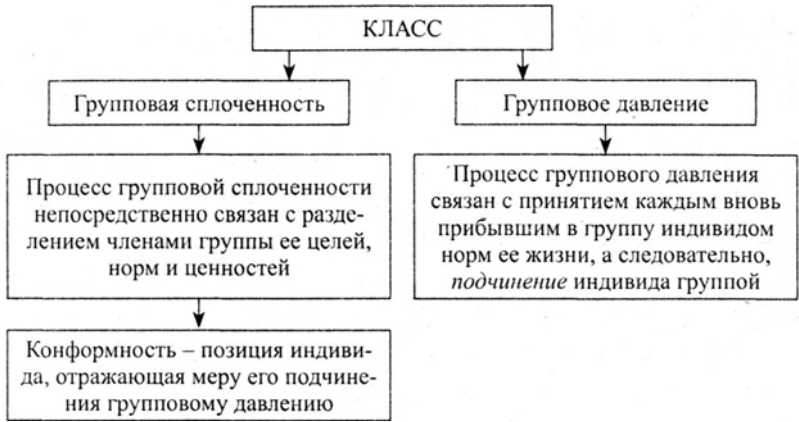 КЛАСС
Групповая сплоченность
Групповое давление
Процесс групповой сплоченности
непосредственно связан с разде-
лением членами группы ее целей,
норм и ценностей
Процесс группового давления
связан с принятием каждым вновь
прибывшим в группу индивидом
норм ее жизни, а следовательно,
подчинение индивида группой
Конформность – позиция индиви-
да, отражающая меру его подчине-
ния групповому давлению